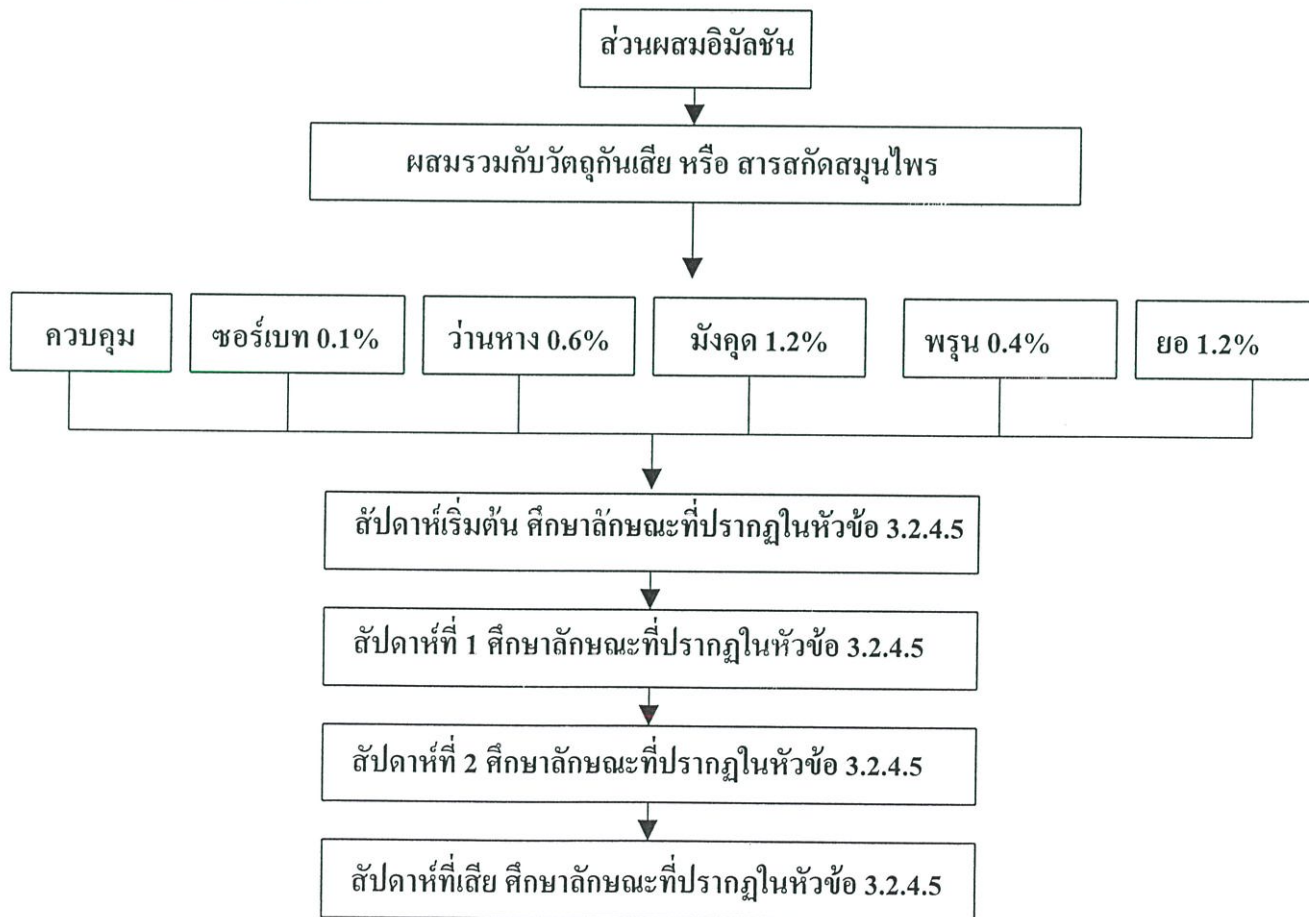 ส่วนผสมอิมัลชัน
ผสมรวมกับวัตถุกันเสีย หรือ สารสกัดสมุนไพร
ควบคุม
ซอร์เบท 0.1%
ว่านหาง 0.6%
มังคุด 1.2%
พรุน 0.4%
ยอ 1.2%
สัปดาห์เริ่มต้น ศึกษาลักษณะที่ปรากฏในหัวข้อ 3.2.4.5
สัปดาห์ที่ 1 ศึกษาลักษณะที่ปรากฏในหัวข้อ 3.2.4.5
สัปดาห์ที่ 2 ศึกษาลักษณะที่ปรากฏในหัวข้อ 3.2.4.5
สัปดาห์ที่เสีย ศึกษาลักษณะที่ปรากฏในหัวข้อ 3.2.4.5